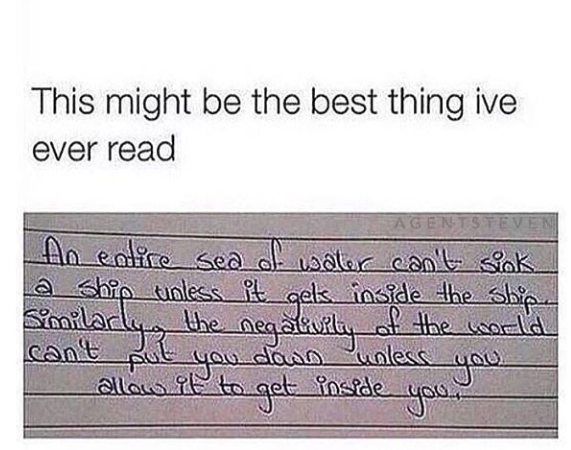 This might be the best thing ive
ever read
AGENTSTEVEN
An entire sea of water can't sink
a ship unless it gets inside the ship.
Similarly, the negativity of the world
can't put you down unless you
allow it to get inside you.